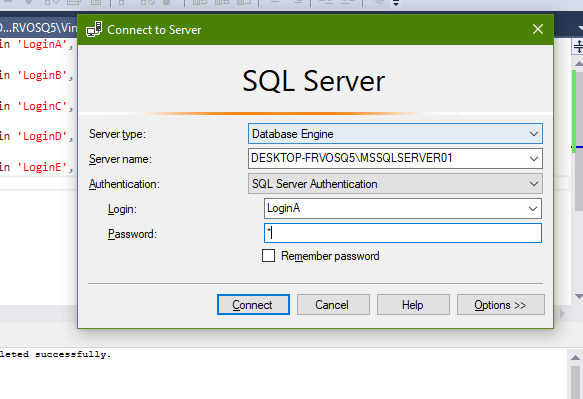 O...RVOSQ5\Vin
Connect to Server
in 'LoginA',
in 'LoginB',
in 'LoginC',
in 'LoginD',
in 'LoginE',
SQL Server
Server type: Database Engine
Server name: DESKTOP-FRVOSQ5\MSSQLSERVER01
Authentication: SQL Server Authentication
Login: LoginA
Password: *
Remember password
Connect Cancel Help Options >>
leted successfully.